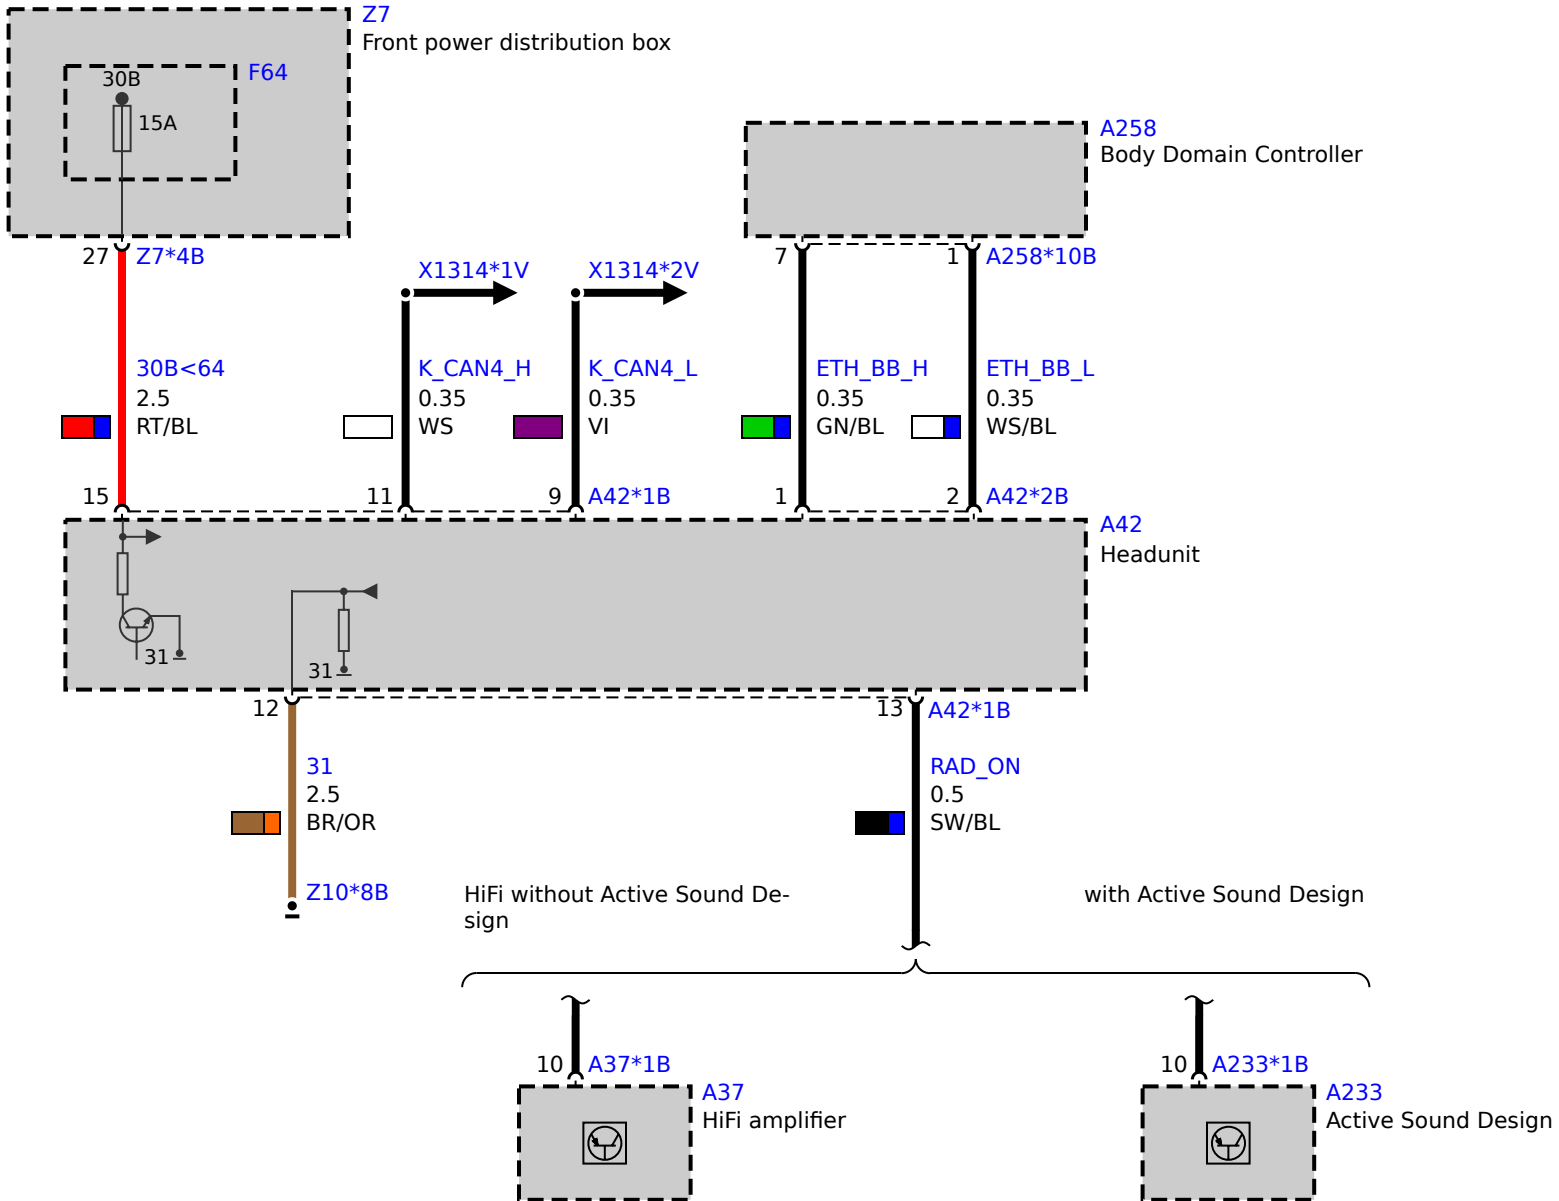 Z7
Front power distribution box
F64
30B
15A
A258
Body Domain Controller
27 Z7*4B
7
1 A258*10B
X1314*1V
X1314*2V
30B<64
2.5
RT/BL
K_CAN4_H
0.35
WS
K_CAN4_L
0.35
VI
ETH_BB_H
0.35
GN/BL
ETH_BB_L
0.35
WS/BL
15
11
9 A42*1B
1
2 A42*2B
A42
Headunit
31
31
12
13 A42*1B
31
2.5
BR/OR
RAD_ON
0.5
SW/BL
Z10*8B
HiFi without Active Sound De-
sign
with Active Sound Design
10 A37*1B
10 A233*1B
A37
HiFi amplifier
A233
Active Sound Design